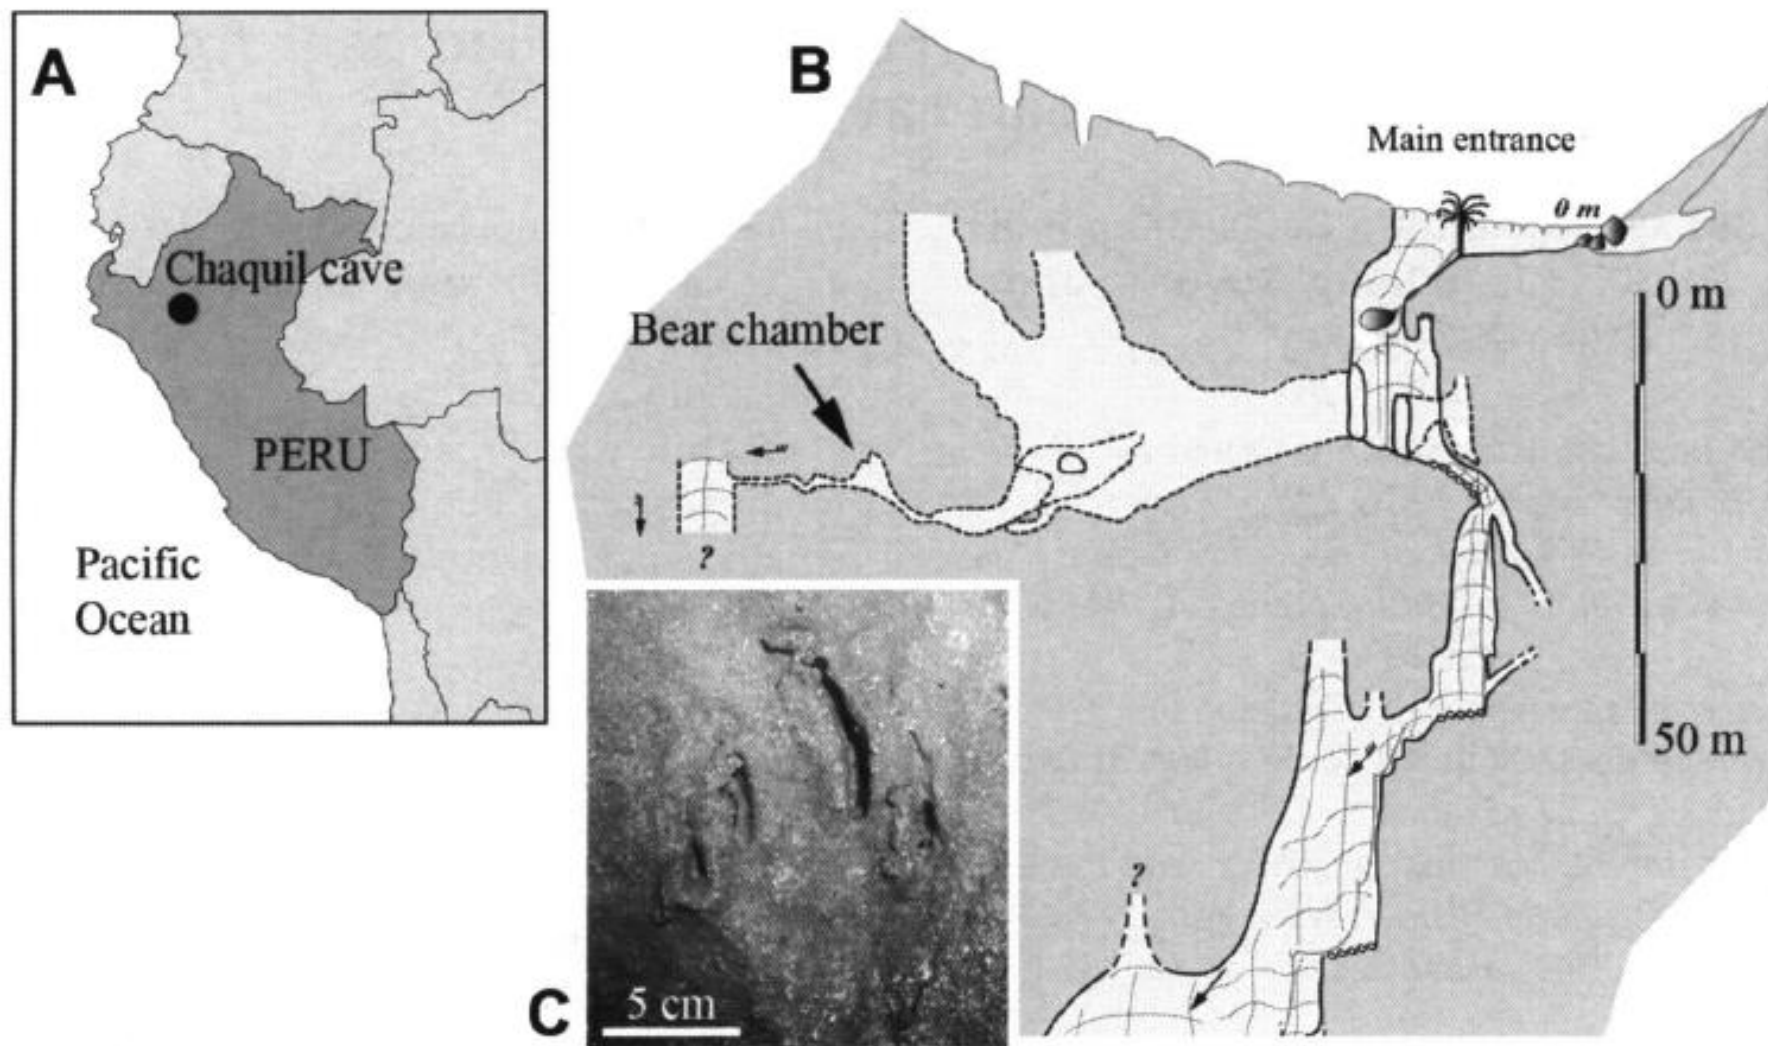 A
Chaquil cave
PERU
Pacific
Ocean
B
Main entrance
0 m
0 m
Bear chamber
?
50 m
?
C
5 cm